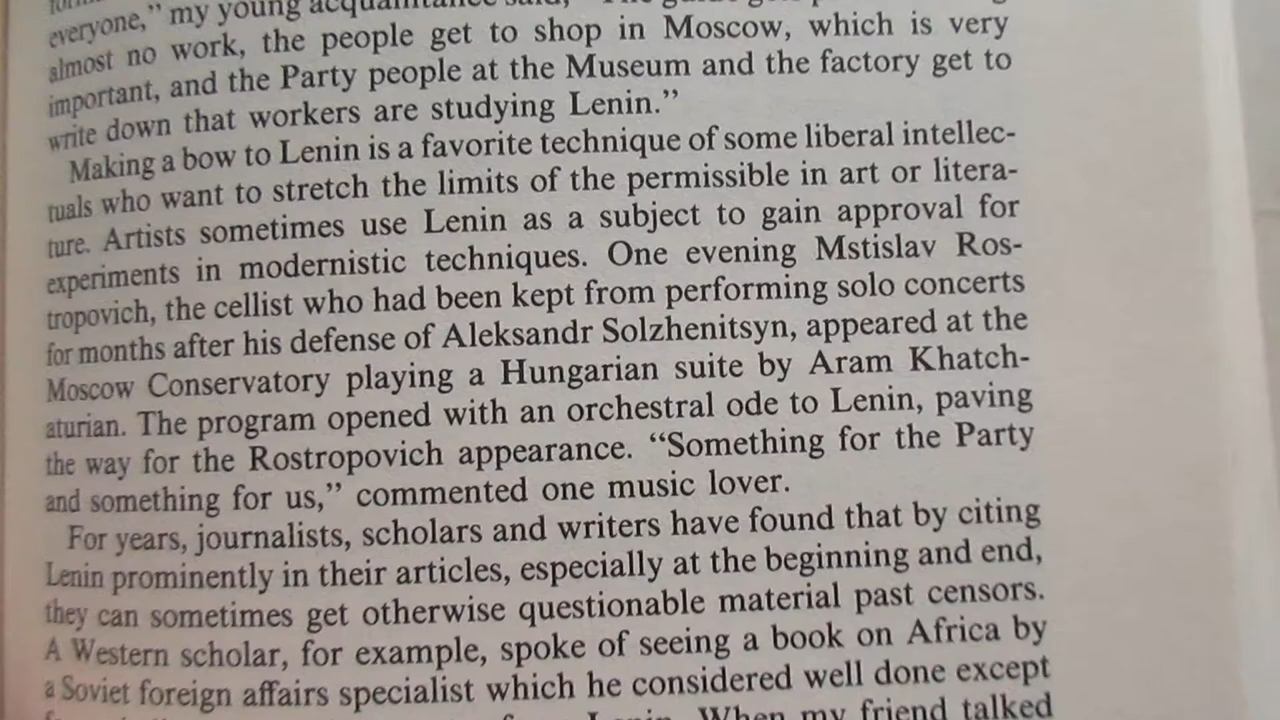 everyone,” my young acquaintance said,
almost no work, the people get to shop in Moscow, which is very
important, and the Party people at the Museum and the factory get to
write down that workers are studying Lenin.”
Making a bow to Lenin is a favorite technique of some liberal intellec-
tuals who want to stretch the limits of the permissible in art or litera-
ture. Artists sometimes use Lenin as a subject to gain approval for
experiments in modernistic techniques. One evening Mstislav Ros-
tropovich, the cellist who had been kept from performing solo concerts
for months after his defense of Aleksandr Solzhenitsyn, appeared at the
Moscow Conservatory playing a Hungarian suite by Aram Khatch-
aturian. The program opened with an orchestral ode to Lenin, paving
the way for the Rostropovich appearance. “Something for the Party
and something for us,” commented one music lover.
For years, journalists, scholars and writers have found that by citing
Lenin prominently in their articles, especially at the beginning and end,
they can sometimes get otherwise questionable material past censors.
A Western scholar, for example, spoke of seeing a book on Africa by
a Soviet foreign affairs specialist which he considered well done except
Lenin. When my friend talked